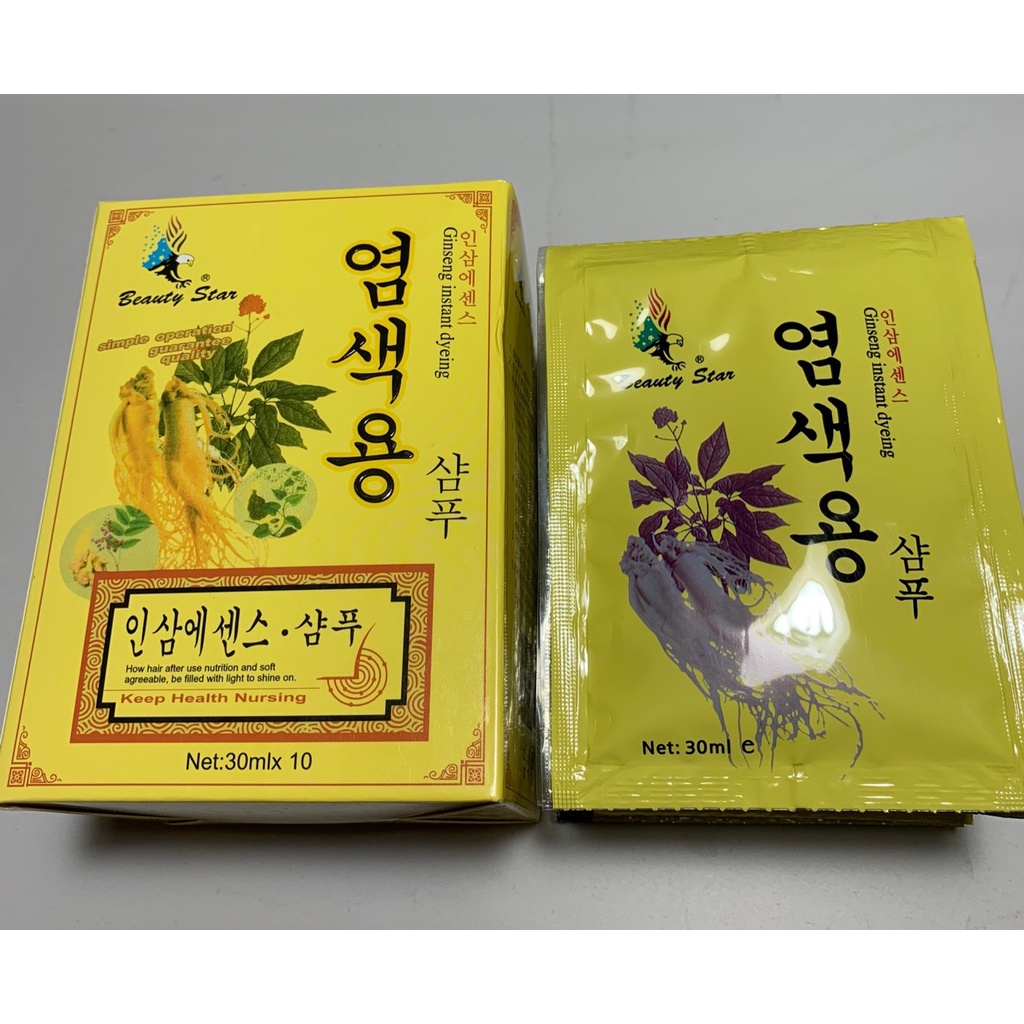 Beauty Star
®
simple operation
guarantee
quality
염색용
샴푸
인삼에센스
Ginseng instant dyeing
인삼에센스·샴푸
How hair after use nutrition and soft
agreeable, be filled with light to shine on.
Keep Health Nursing
Net:30mlx 10
®
Beauty Star
염색용
샴푸
인삼에센스
Ginseng instant dyeing
Net: 30ml e